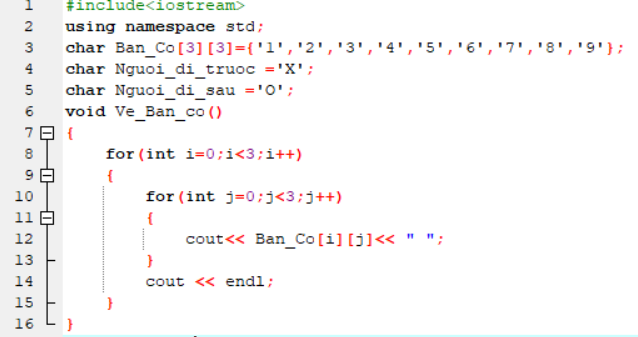 1 #include<iostream>
2 using namespace std;
3 char Ban_Co[3][3]={'1','2','3','4','5','6','7','8','9'};
4 char Nguoi_di_truoc ='X';
5 char Nguoi_di_sau ='O';
6 void Ve_Ban_co()
7 {
8 for(int i=0;i<3;i++)
9 {
10 for(int j=0;j<3;j++)
11 {
12 cout<< Ban_Co[i][j]<< " ";
13 }
14 cout << endl;
15 }
16 }